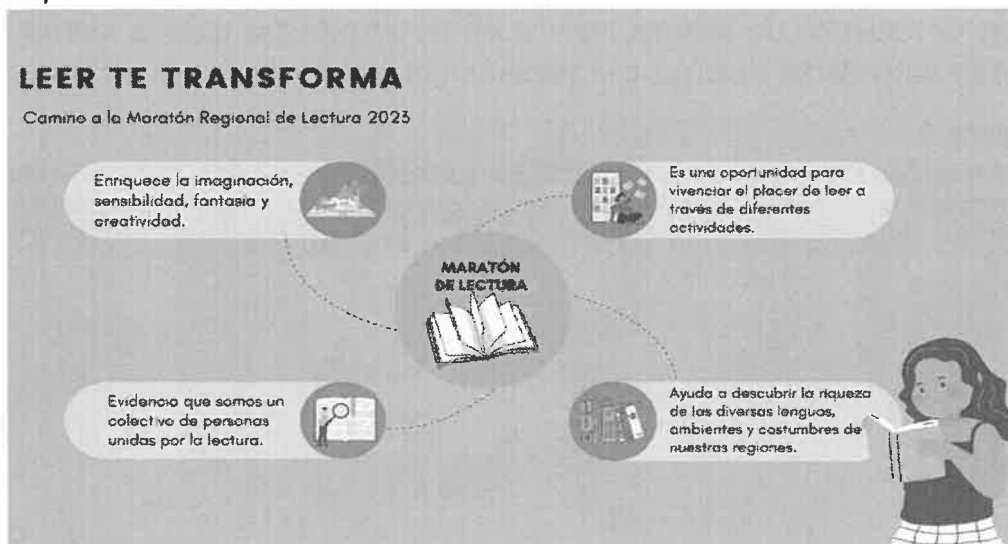 LEER TE TRANSFORMA
Camino a la Maratón Regional de Lectura 2023
Enriquece la imaginación,
sensibilidad, fantasía y
creatividad.
Es una oportunidad para
vivenciar el placer de leer a
través de diferentes
actividades.
MARATÓN
DE LECTURA
Evidencia que somos un
colectivo de personas
unidas por la lectura.
Ayuda a descubrir la riqueza
de las diversas lenguas,
ambientes y costumbres de
nuestras regiones.